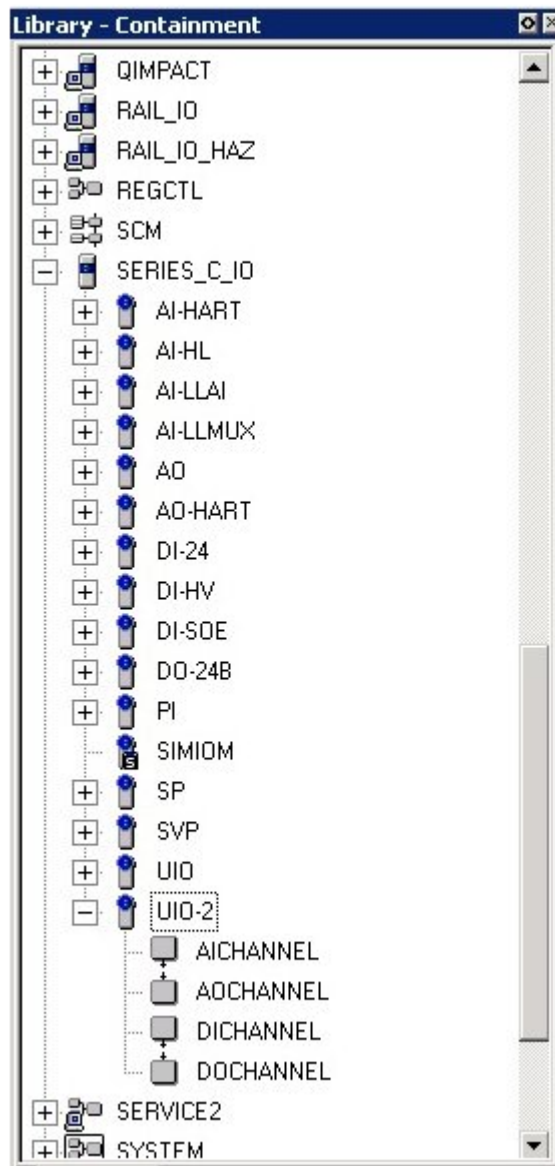 Library - Containment
QIMPACT
RAIL_IO
RAIL_IO_HAZ
REGCTL
SCM
SERIES_C_IO
AI-HART
AI-HL
AI-LLAI
AI-LLMUX
AO
AO-HART
DI-24
DI-HV
DI-SOE
DO-24B
PI
SIMIOM
SP
SVP
UIO
UIO-2
AICHANNEL
AOCHANNEL
DICHANNEL
DOCHANNEL
SERVICE2
SYSTEM